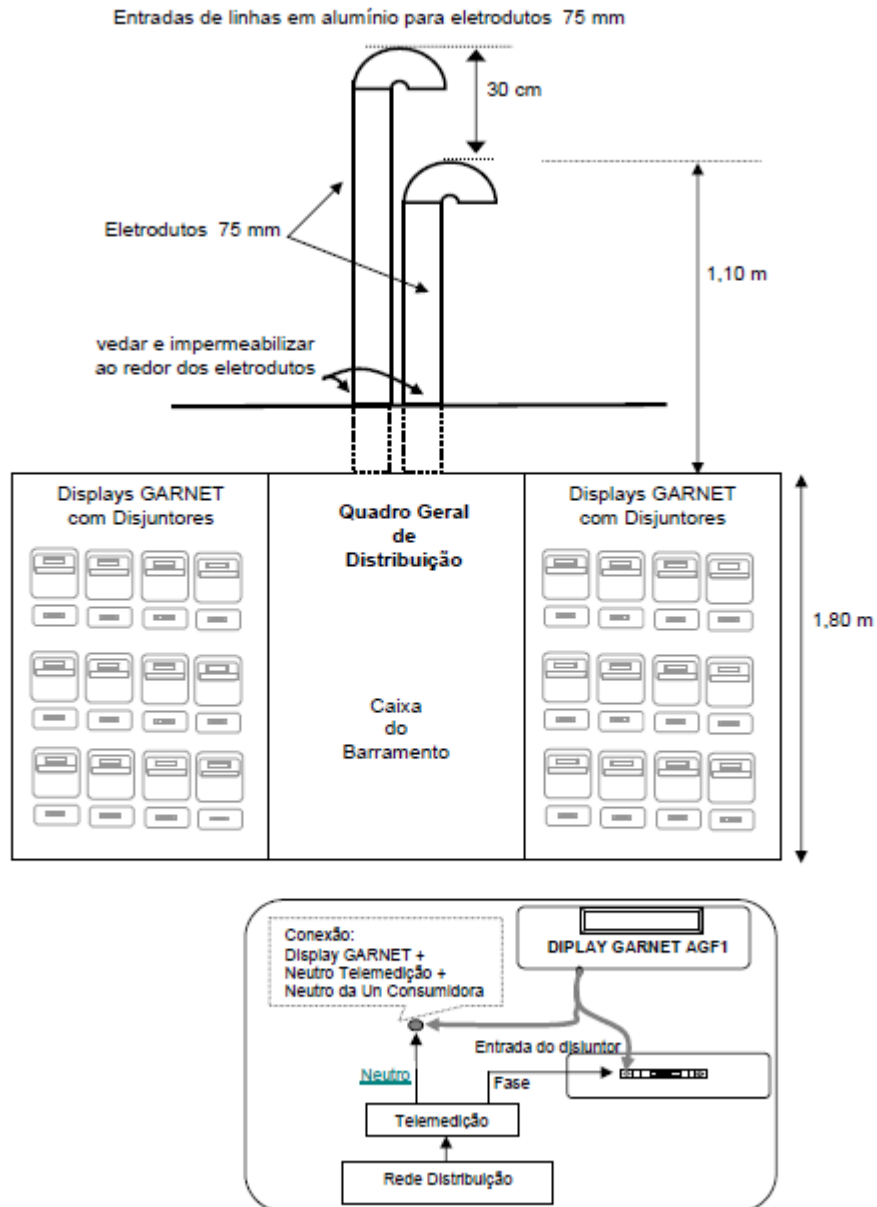 Entradas de linhas em alumínio para eletrodutos 75 mm
30 cm
Eletrodutos 75 mm
1,10 m
vedar e impermeabilizar
ao redor dos eletrodutos
Displays GARNET
com Disjuntores
Quadro Geral
de
Distribuição
Displays GARNET
com Disjuntores
1,80 m
Caixa
do
Barramento
Conexão:
Display GARNET +
Neutro Telemedição +
Neutro da Un Consumidora
DIPLAY GARNET AGF1
Entrada do disjuntor
Neutro
Fase
Telemedição
Rede Distribuição